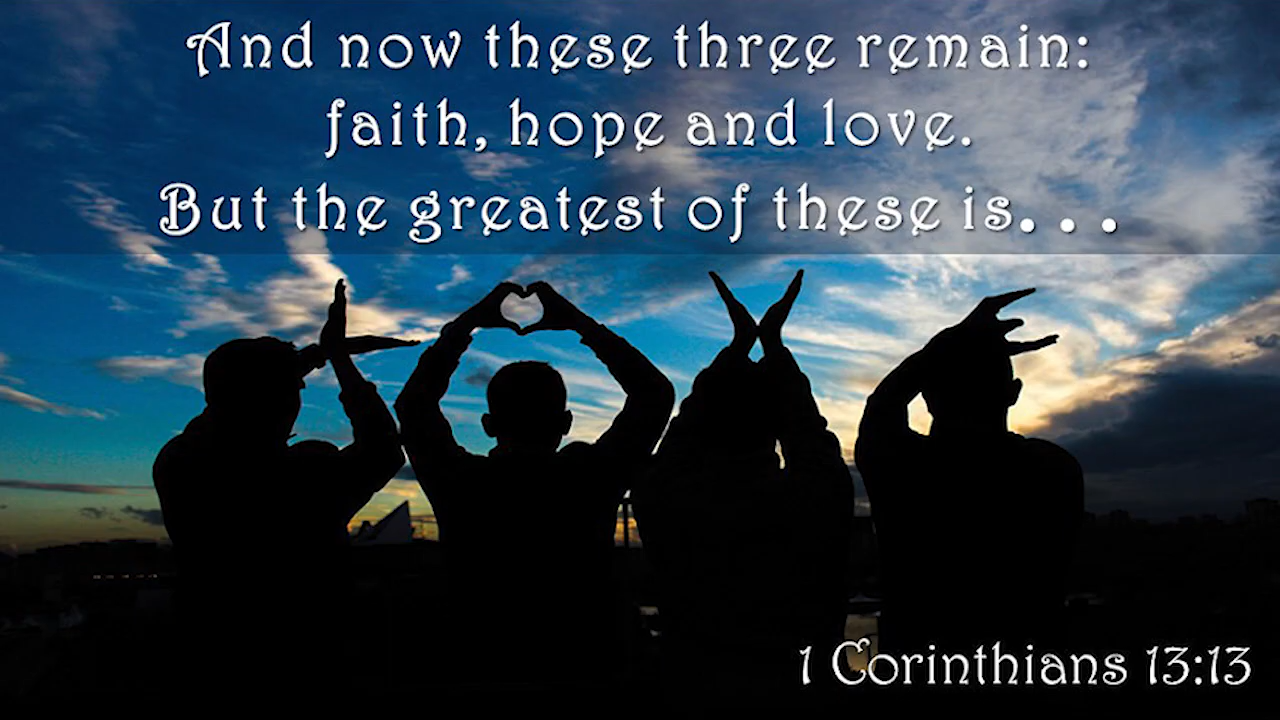 And now these three remain:
faith, hope and love.
But the greatest of these is...
1 Corinthians 13:13